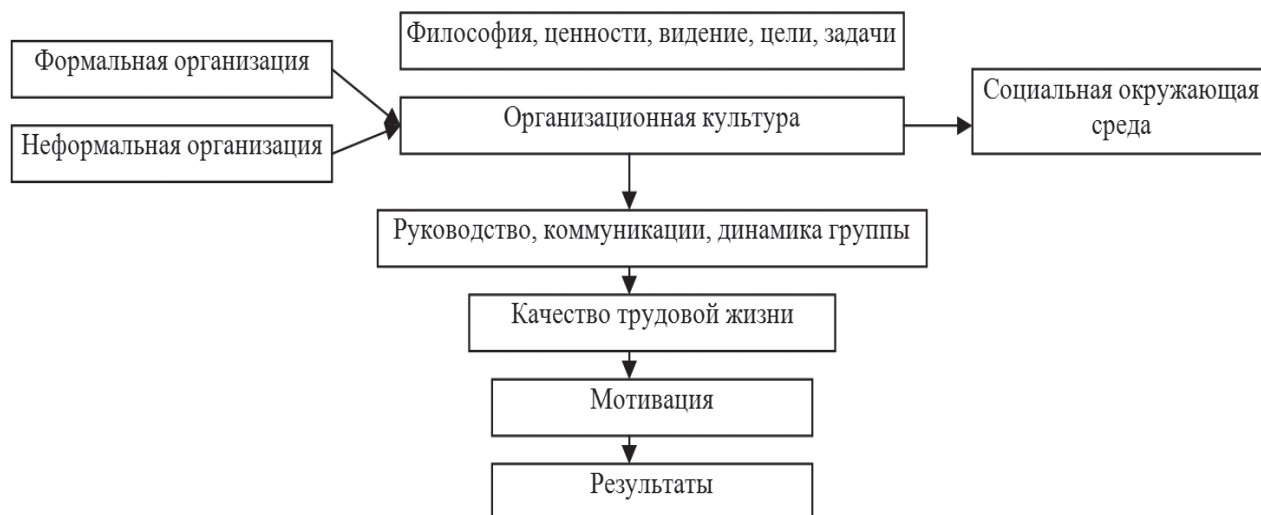 Философия, ценности, видение, цели, задачи
Формальная организация
Неформальная организация
Организационная культура
Социальная окружающая
среда
Руководство, коммуникации, динамика группы
Качество трудовой жизни
Мотивация
Результаты